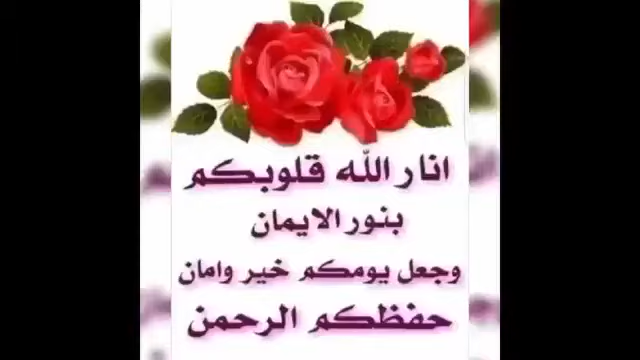 انار الله قلوبكم
بنور الايمان
وجعل يومكم خير وامان
حفظكم الرحمن